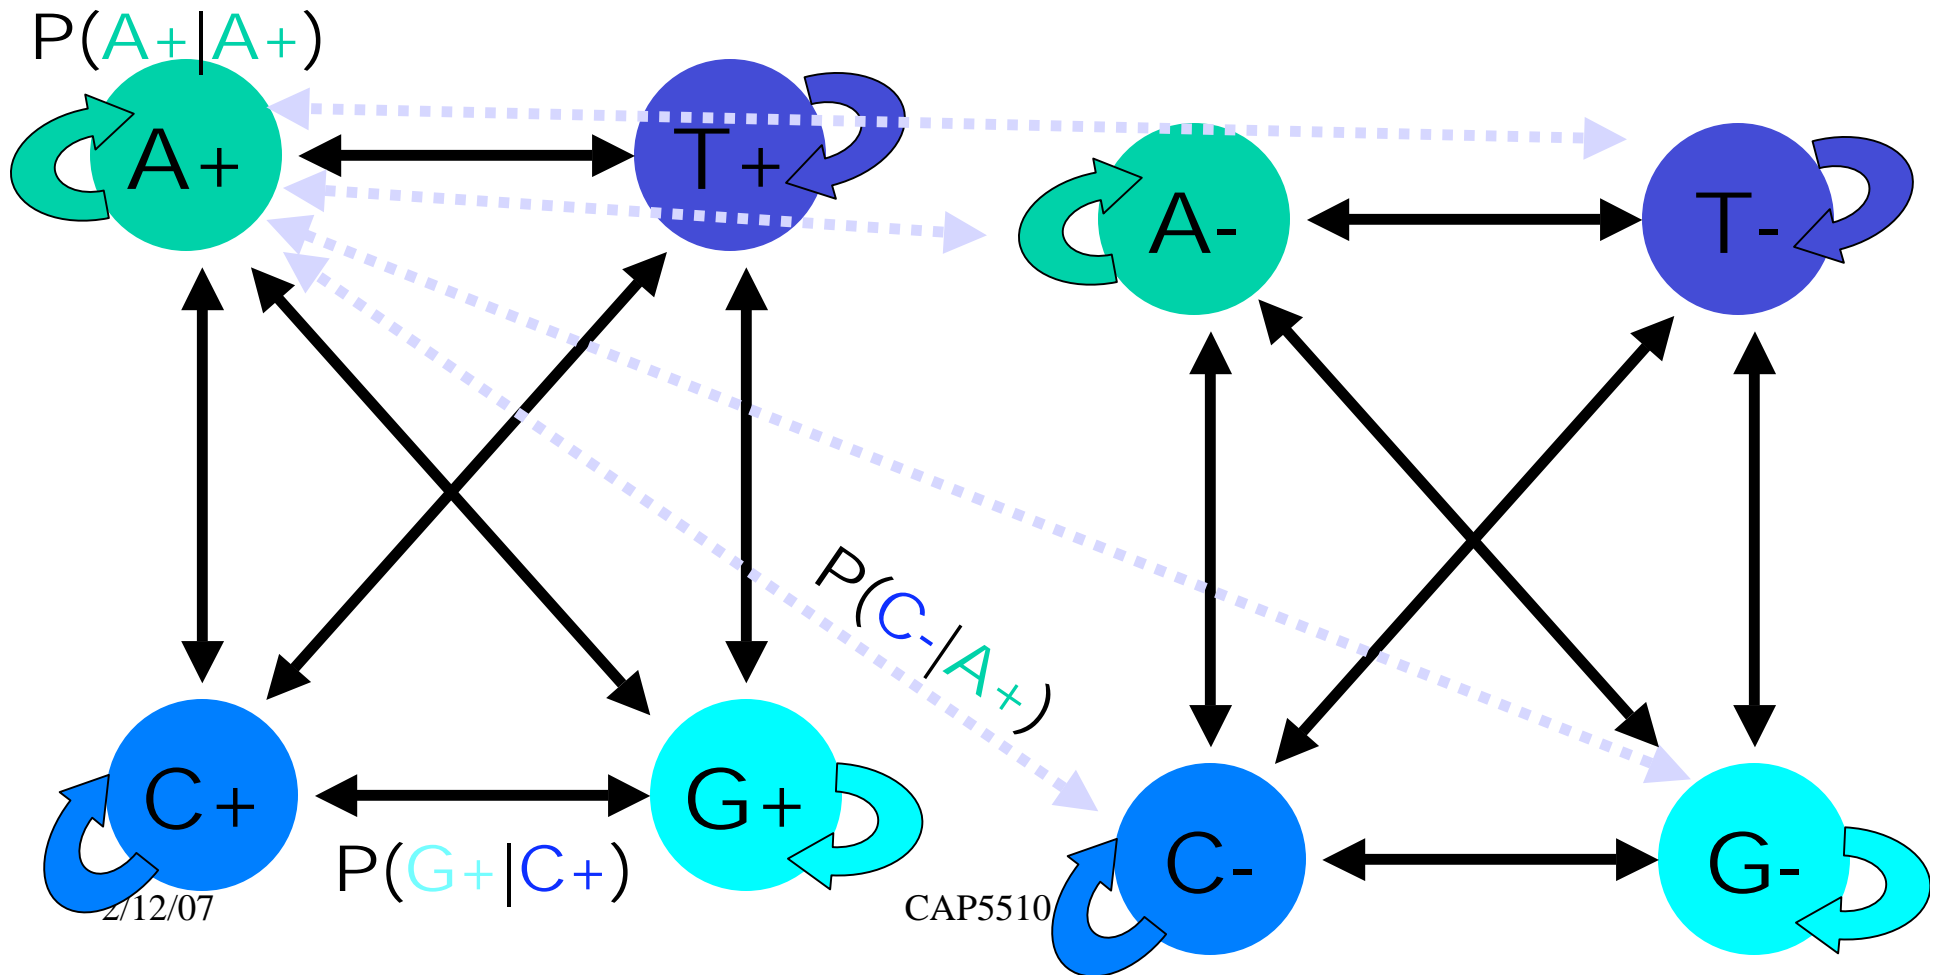 P(A+|A+)
A+
T+
A-
T-
P(C-|A+)
C+
G+
C-
G-
P(G+|C+)
2/12/07
CAP5510